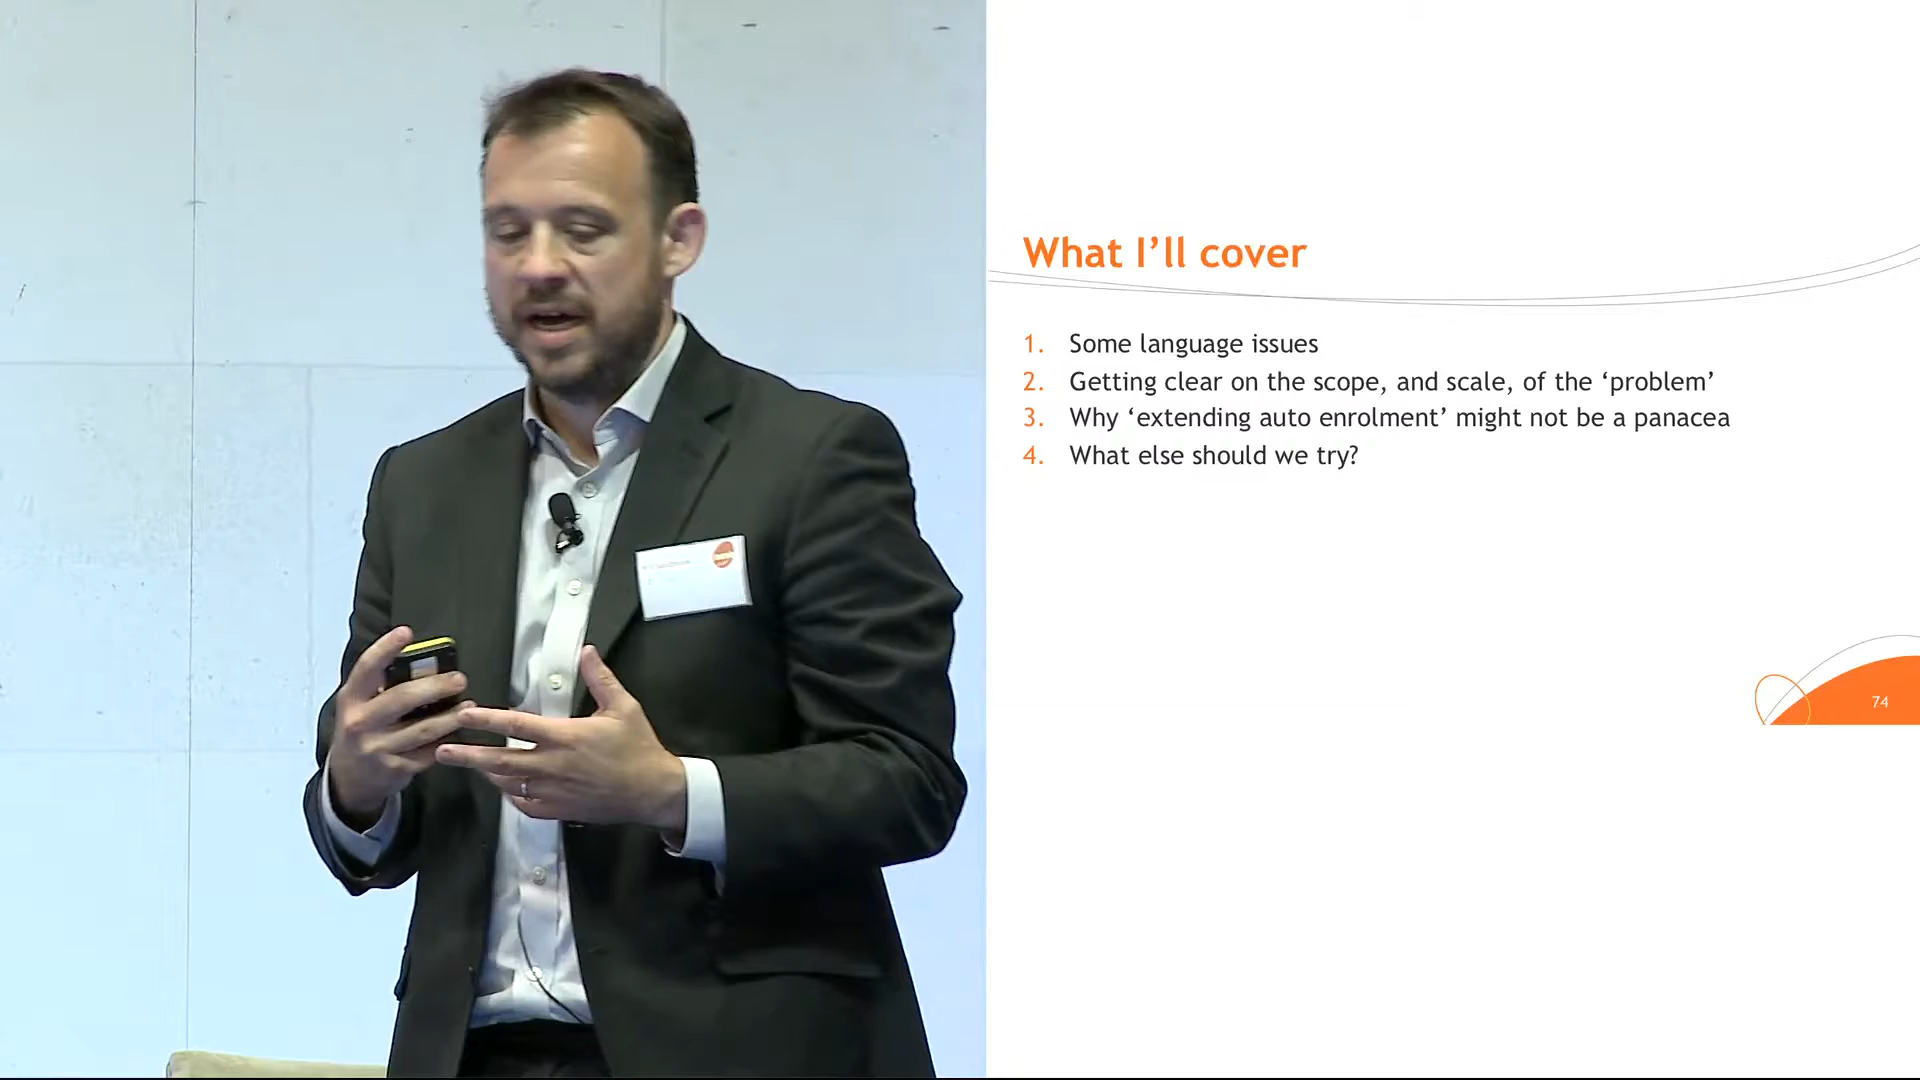 What I’ll cover
1. Some language issues
2. Getting clear on the scope, and scale, of the ‘problem’
3. Why ‘extending auto enrolment’ might not be a panacea
4. What else should we try?
74